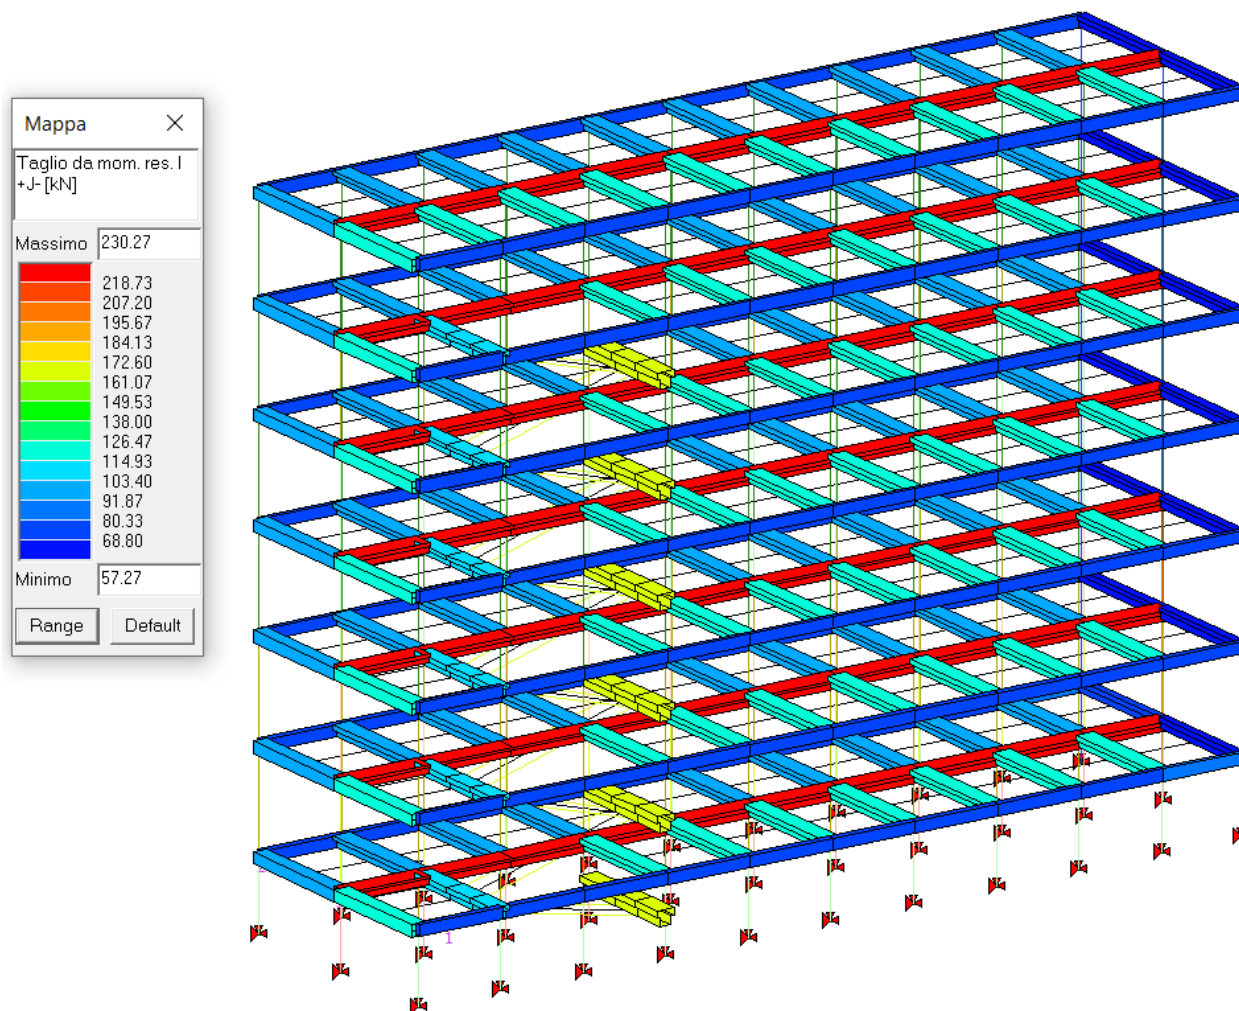 Mappa
Taglio da mom. res. I
+J- [kN]
Massimo 230.27
218.73
207.20
195.67
184.13
172.60
161.07
149.53
138.00
126.47
114.93
103.40
91.87
80.33
68.80
Minimo 57.27
Range Default
1